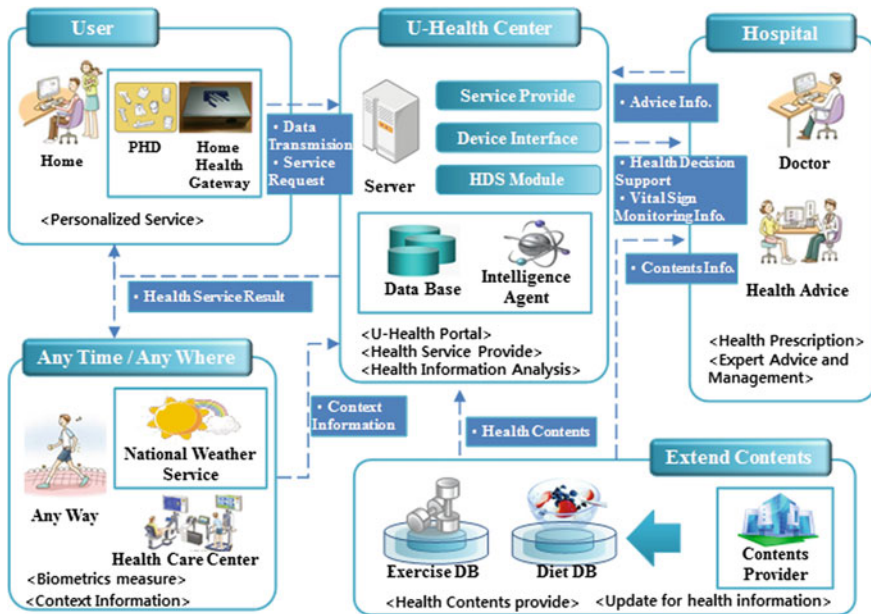 User
Home
PHD
Home
Health
Gateway
<Personalized Service>
• Data
Transmision
• Service
Request
U-Health Center
Server
Service Provide
Device Interface
HDS Module
Data Base
Intelligence
Agent
<U-Health Portal>
<Health Service Provide>
<Health Information Analysis>
Hospital
• Advice Info.
• Health Decision
Support
• Vital Sign
Monitoring Info.
• Contents Info.
Doctor
Health Advice
<Health Prescription>
<Expert Advice and
Management>
• Health Service Result
Any Time / Any Where
Any Way
National Weather
Service
Health Care Center
<Biometrics measure>
<Context Information>
• Context
Information
• Health Contents
Extend Contents
Exercise DB
Diet DB
Contents
Provider
<Health Contents provide>
<Update for health information>